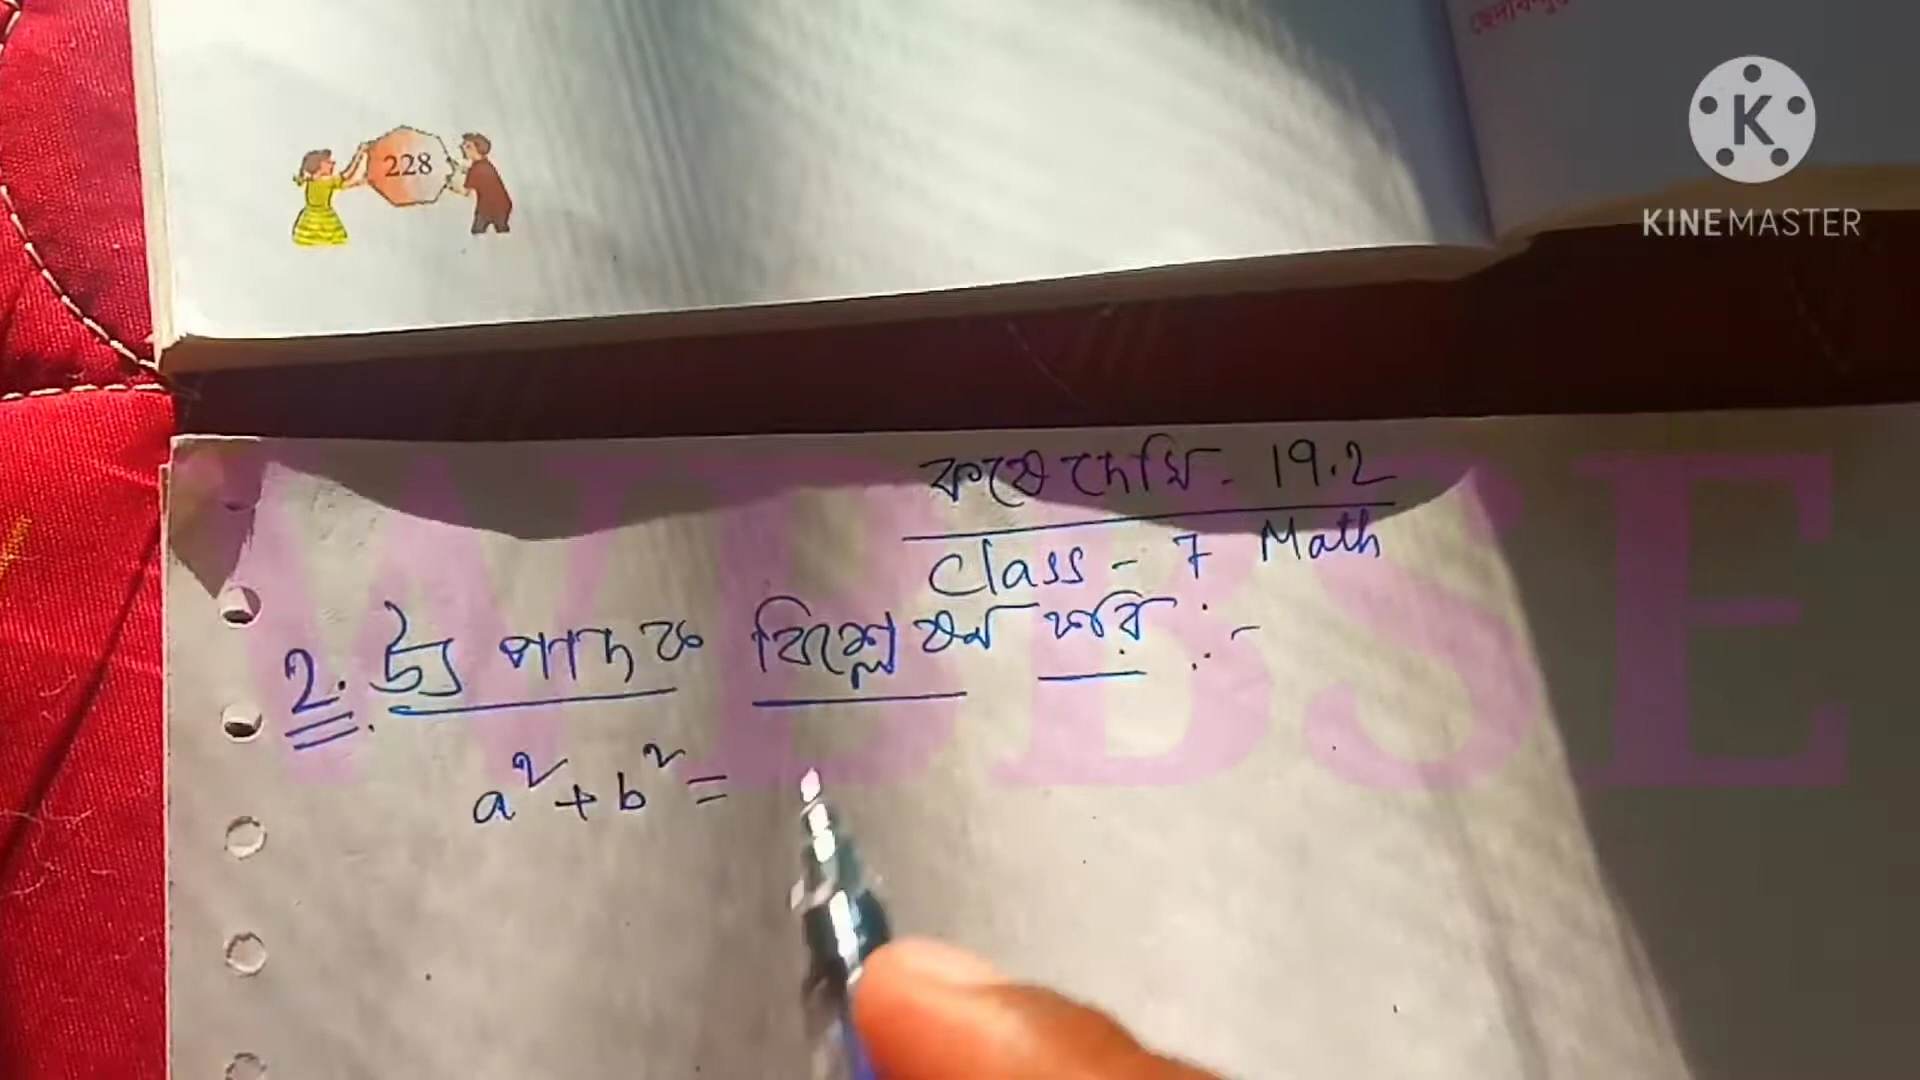 228
K
KINEMASTER
কষে দেখি - 19.2
Class - 7 Math
2. উৎপাদক বিশ্লেষণ করি :-
a² + b² =
WBBSE